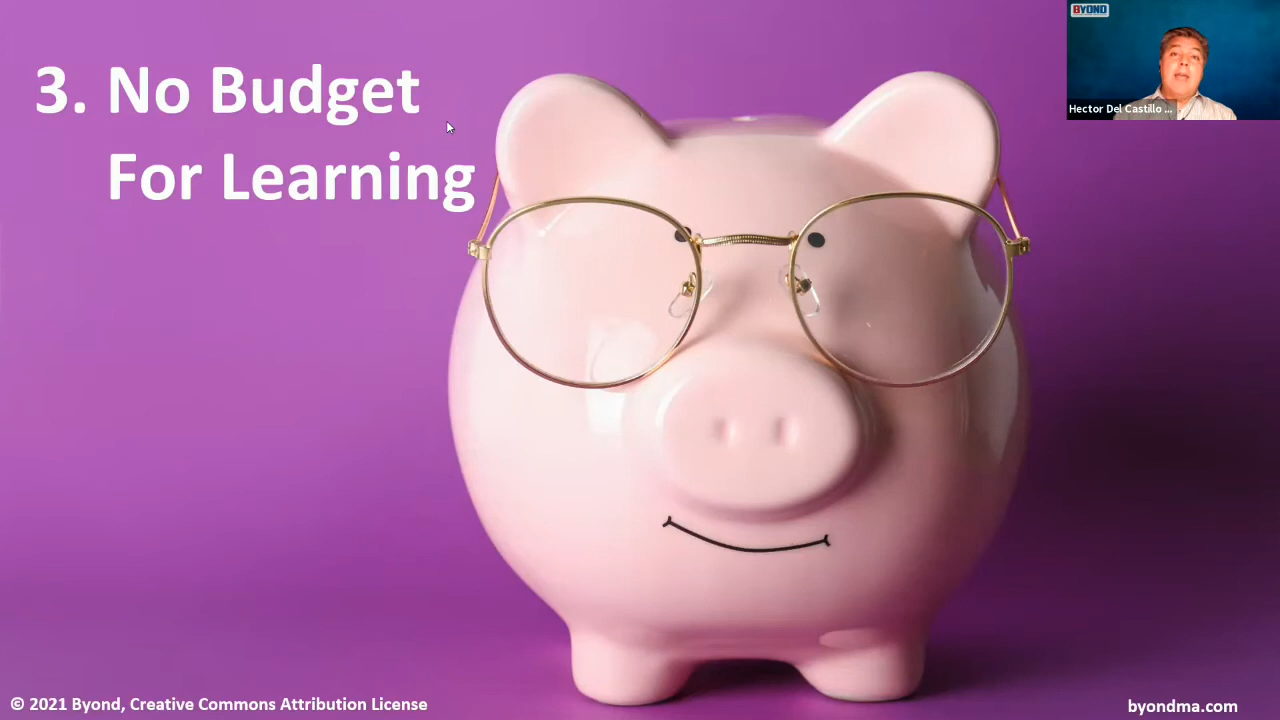 3. No Budget
For Learning
BYOND
Hector Del Castillo ...
© 2021 Byond, Creative Commons Attribution License
byondma.com